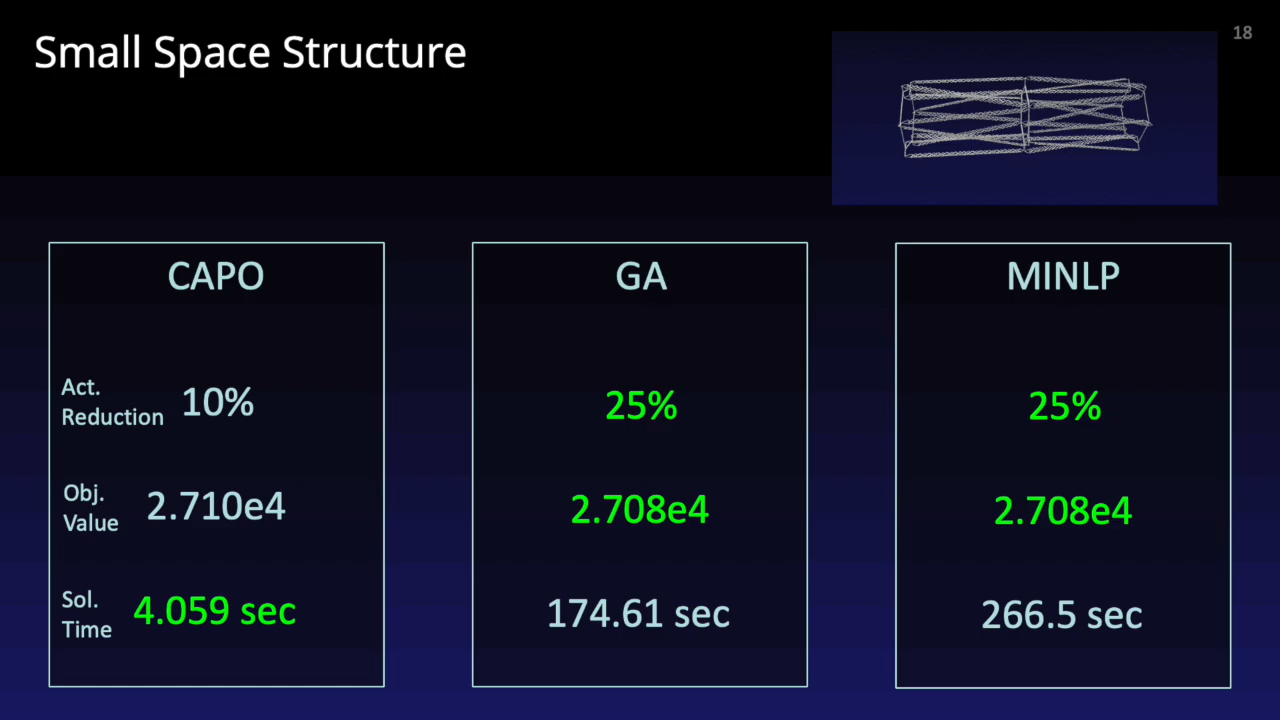 Small Space Structure
18
CAPO
Act.
Reduction
10%
Obj.
Value
2.710e4
Sol.
Time
4.059 sec
GA
25%
2.708e4
174.61 sec
MINLP
25%
2.708e4
266.5 sec